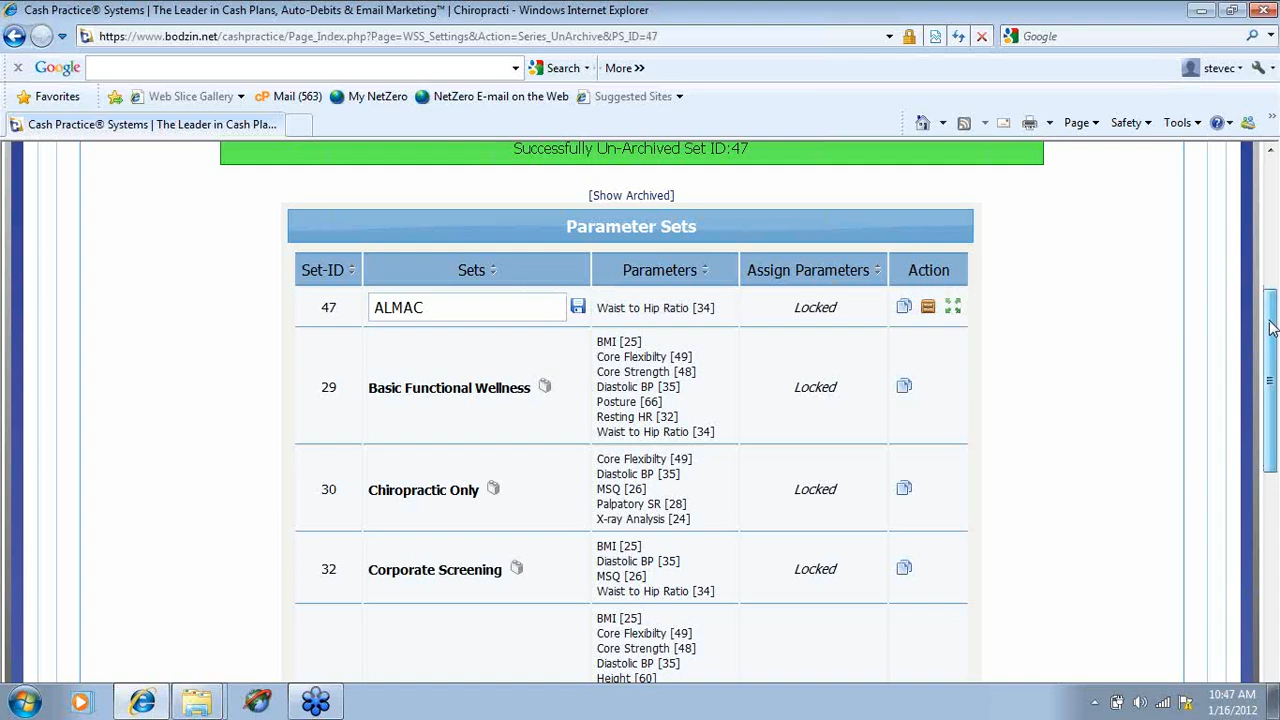 Cash Practice® Systems | The Leader in Cash Plans, Auto-Debits & Email Marketing™ | Chiropracti - Windows Internet Explorer
https://www.bodzin.net/cashpractice/Page_Index.php?Page=WSS_Settings&Action=Series_UnArchive&PS_ID=47
Google
Google Search More »
stevec
Favorites Web Slice Gallery Mail (563) My NetZero NetZero E-mail on the Web Suggested Sites
Cash Practice® Systems | The Leader in Cash Pla...
Page Safety Tools
Successfully Un-Archived Set ID:47
[Show Archived]
Parameter Sets
Set-ID Sets Parameters Assign Parameters Action
47 ALMAC Waist to Hip Ratio [34] Locked
BMI [25]
Core Flexibilty [49]
Core Strength [48]
29 Basic Functional Wellness Diastolic BP [35] Locked
Posture [66]
Resting HR [32]
Waist to Hip Ratio [34]
Core Flexibilty [49]
Diastolic BP [35]
30 Chiropractic Only MSQ [26] Locked
Palpatory SR [28]
X-ray Analysis [24]
BMI [25]
Diastolic BP [35]
32 Corporate Screening MSQ [26] Locked
Waist to Hip Ratio [34]
BMI [25]
Core Flexibilty [49]
Core Strength [48]
Diastolic BP [35]
Height [60]
10:47 AM
1/16/2012